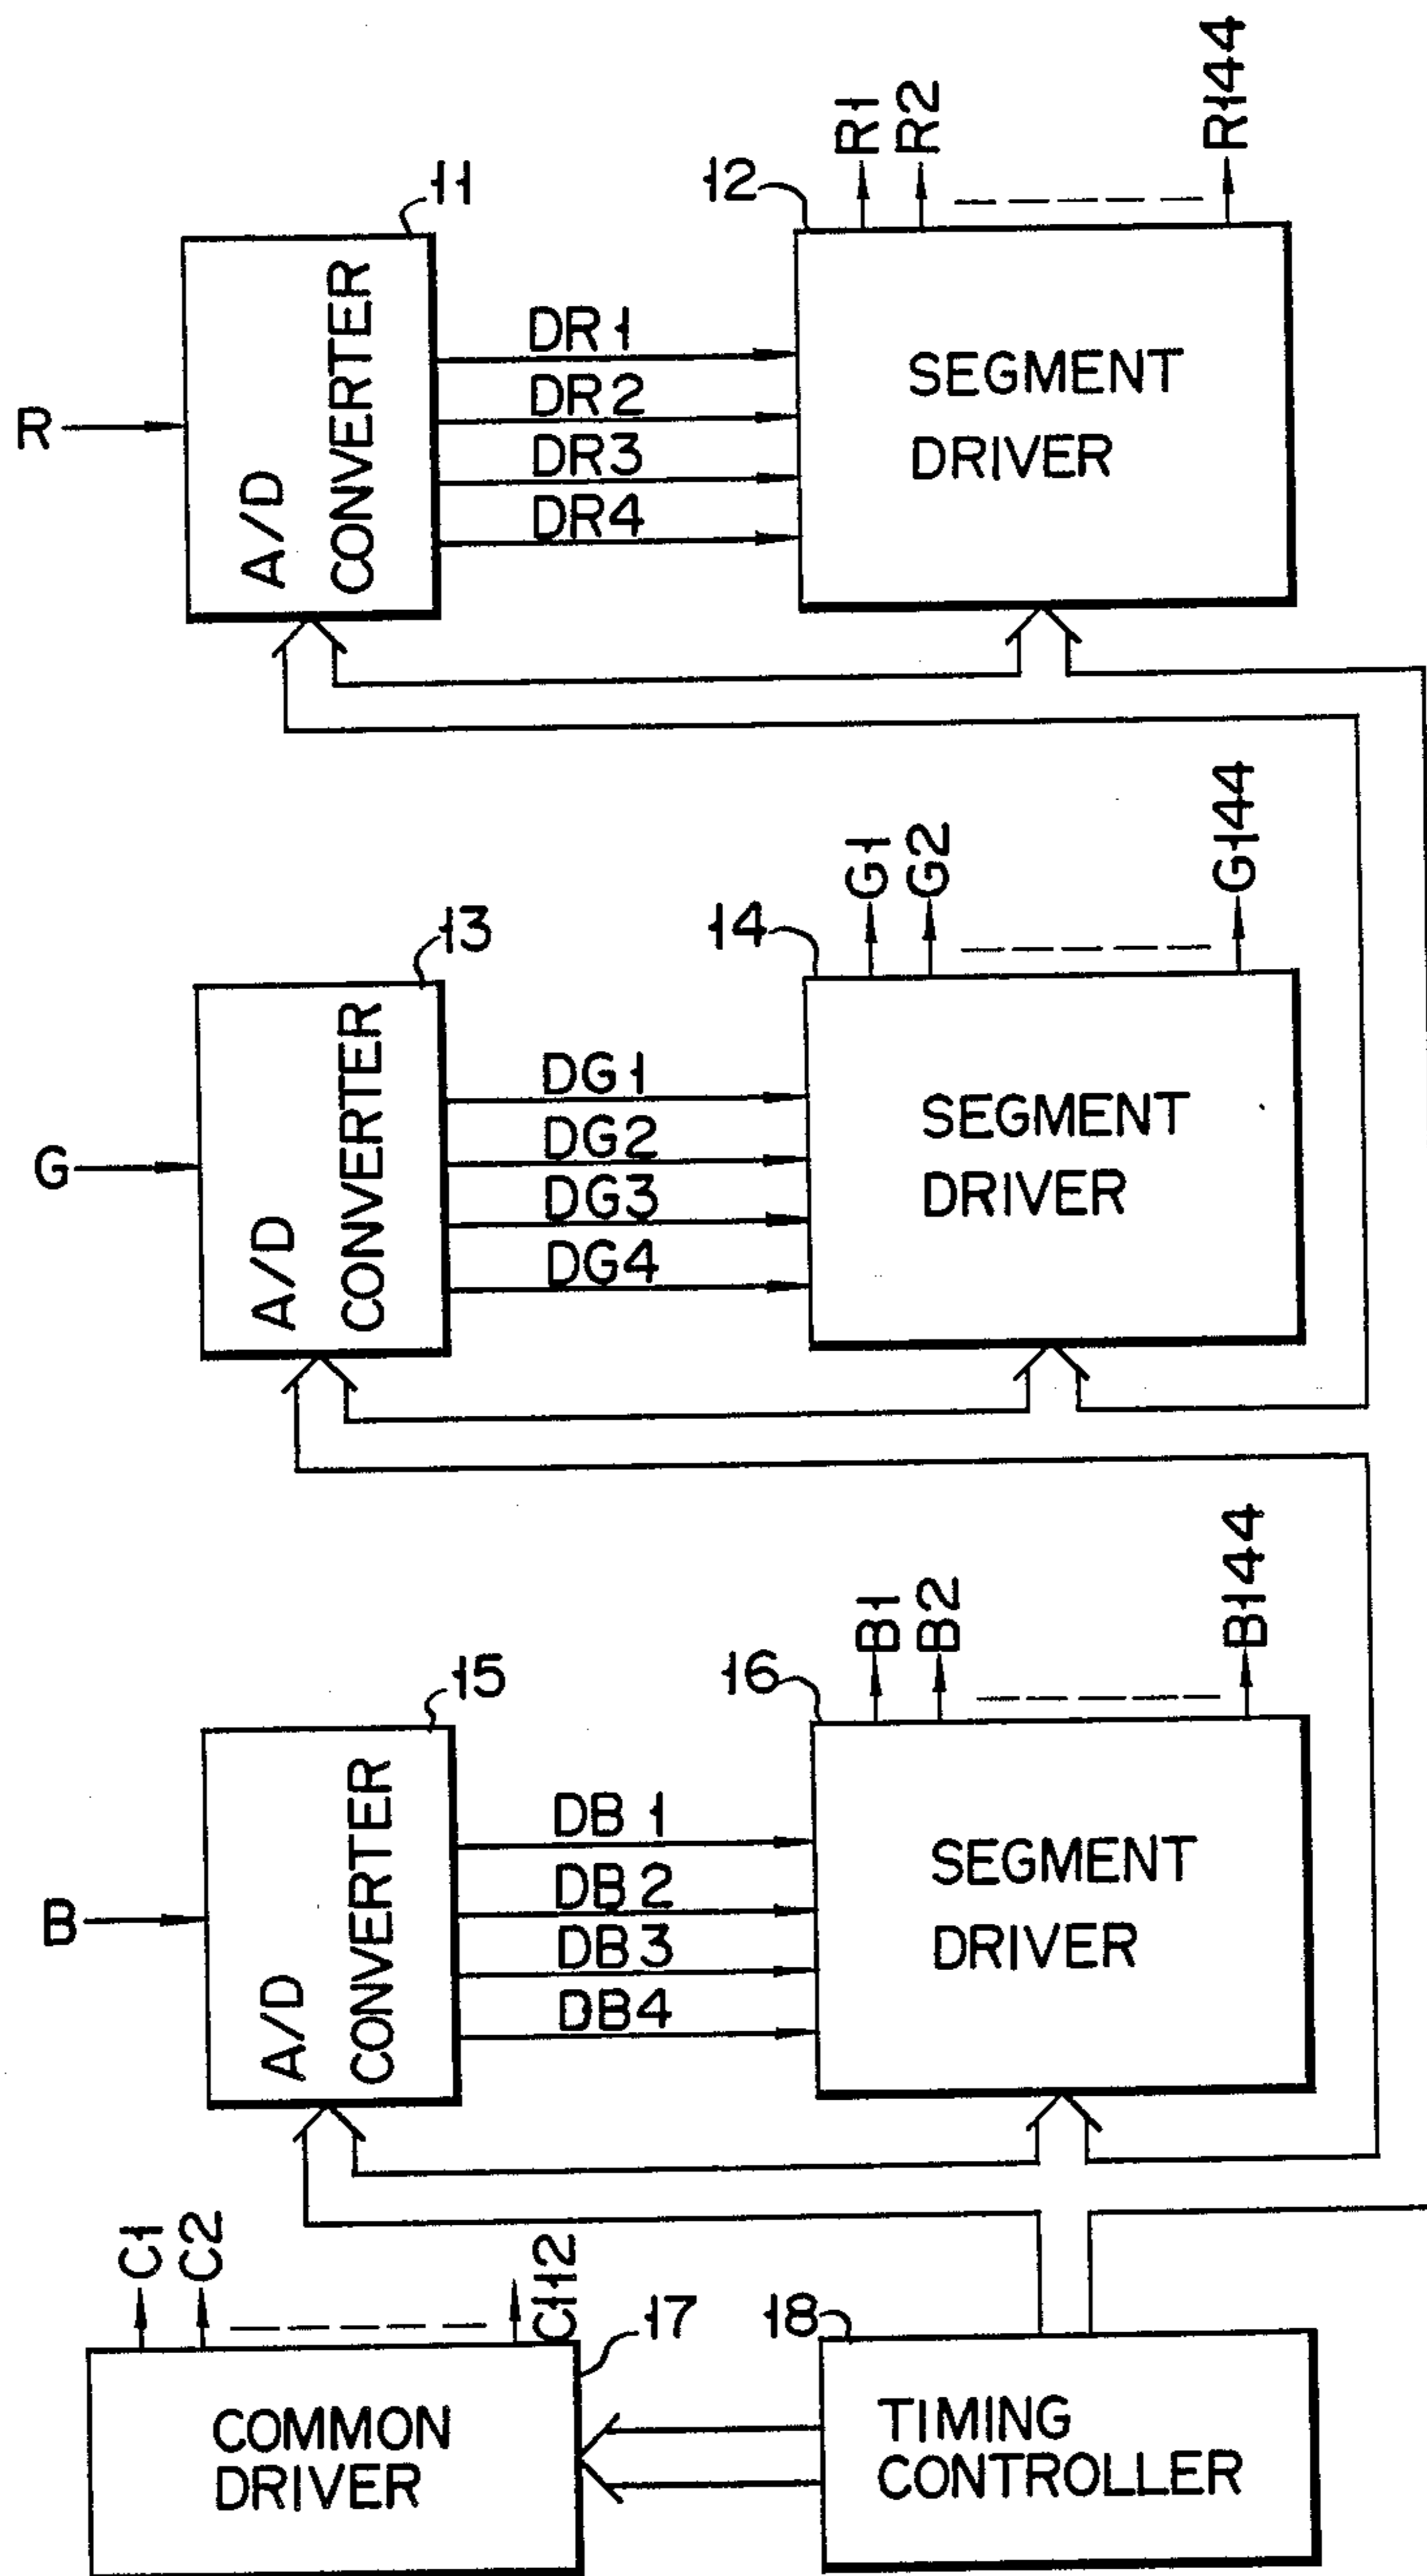 R
A/D
CONVERTER
11
DR1
DR2
DR3
DR4
12
SEGMENT
DRIVER
R1
R2
R144
G
A/D
CONVERTER
13
DG1
DG2
DG3
DG4
14
SEGMENT
DRIVER
G1
G2
G144
B
A/D
CONVERTER
15
DB1
DB2
DB3
DB4
16
SEGMENT
DRIVER
B1
B2
B144
C1
C2
C112
COMMON
DRIVER
17
18
TIMING
CONTROLLER